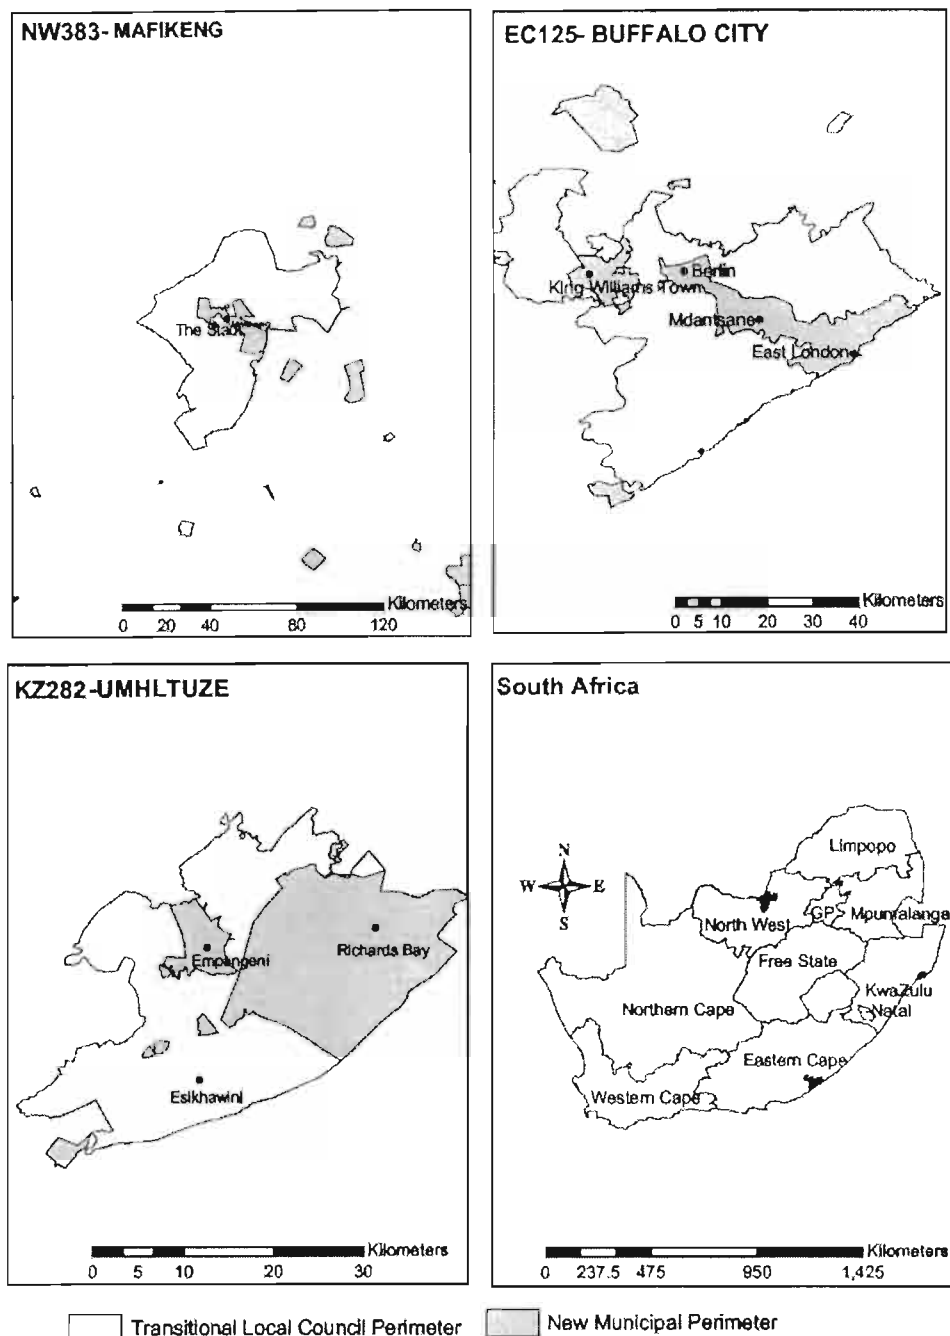 NW383- MAFIKENG
The Stadt
Kilometers
0 20 40 80 120
EC125- BUFFALO CITY
Berlin
King Williams Town
Mdantsane
East London
Kilometers
0 5 10 20 30 40
KZ282-UMHLTUZE
Empangeni
Richards Bay
Esikhawini
Kilometers
0 5 10 20 30
South Africa
N
W E
S
Limpopo
North West
GP
Mpumalanga
Free State
KwaZulu
Natal
Northern Cape
Eastern Cape
Western Cape
Kilometers
0 237.5 475 950 1,425
Transitional Local Council Perimeter
New Municipal Perimeter